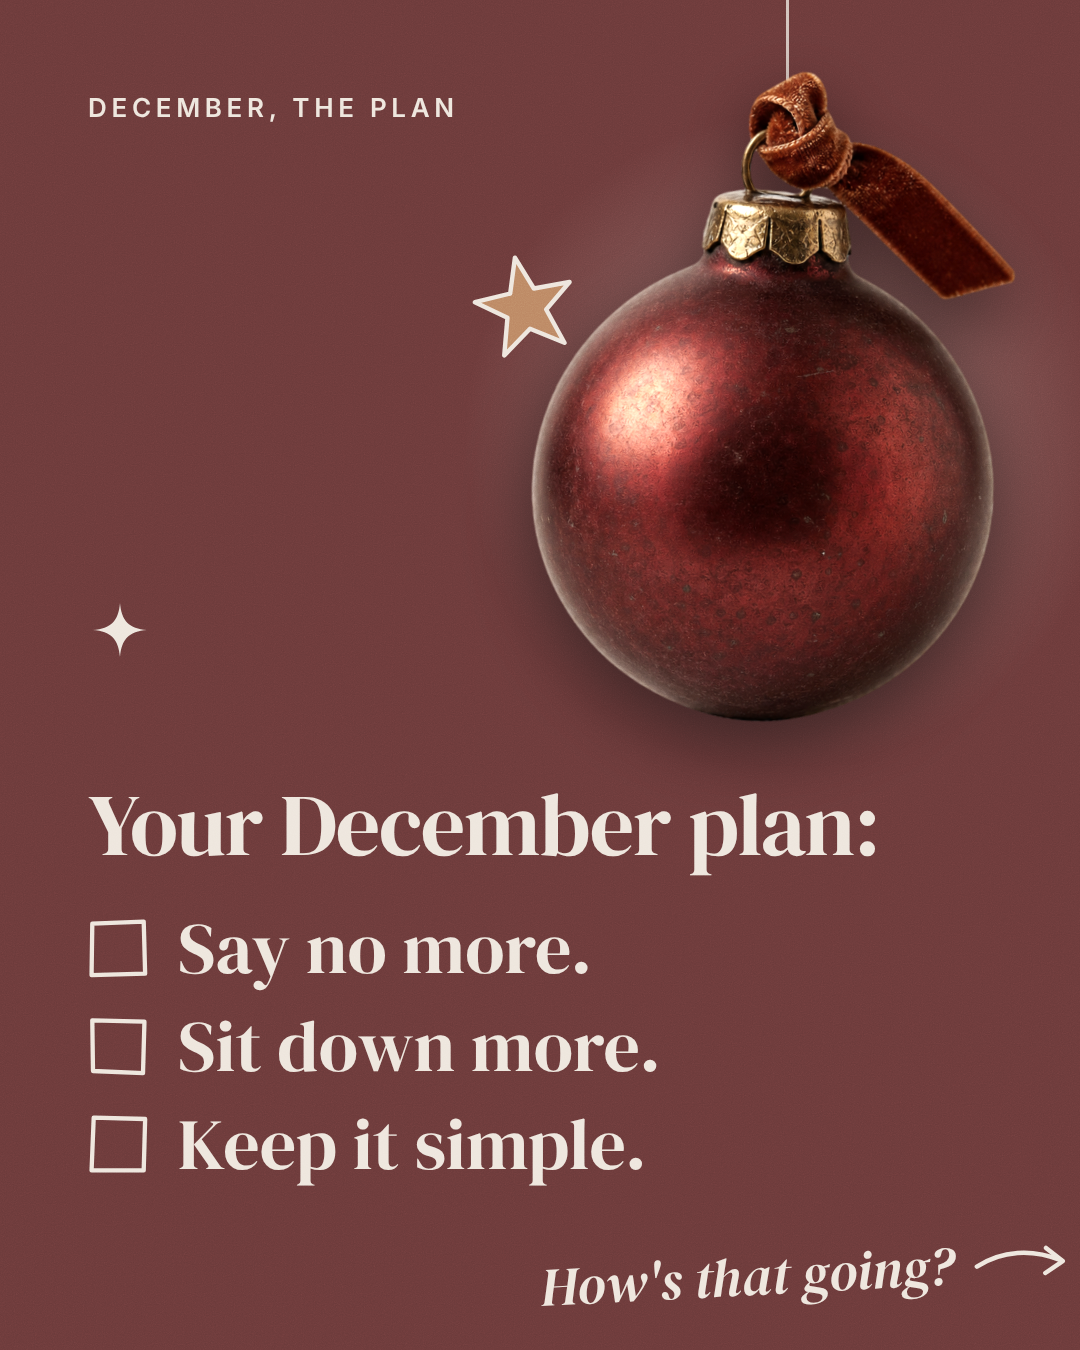 DECEMBER, THE PLAN
Your December plan:
Say no more.
Sit down more.
Keep it simple.
How's that going?